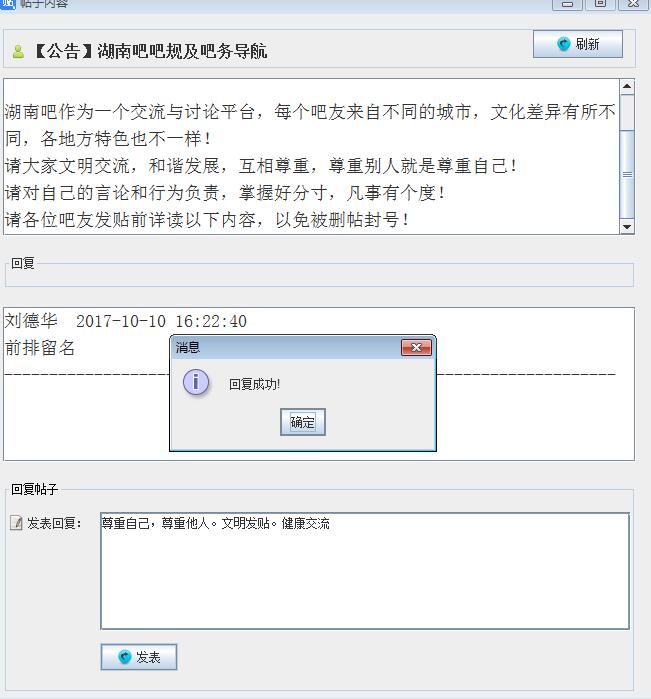 帖子内容
【公告】湖南吧吧规及吧务导航
刷新
湖南吧作为一个交流与讨论平台，每个吧友来自不同的城市，文化差异有所不
同，各地方特色也不一样！
请大家文明交流，和谐发展，互相尊重，尊重别人就是尊重自己！
请对自己的言论和行为负责，掌握好分寸，凡事有个度！
请各位吧友发贴前详读以下内容，以免被删帖封号！
回复
刘德华 2017-10-10 16:22:40
前排留名
消息
回复成功!
确定
回复帖子
发表回复：
尊重自己，尊重他人。文明发贴。健康交流
发表